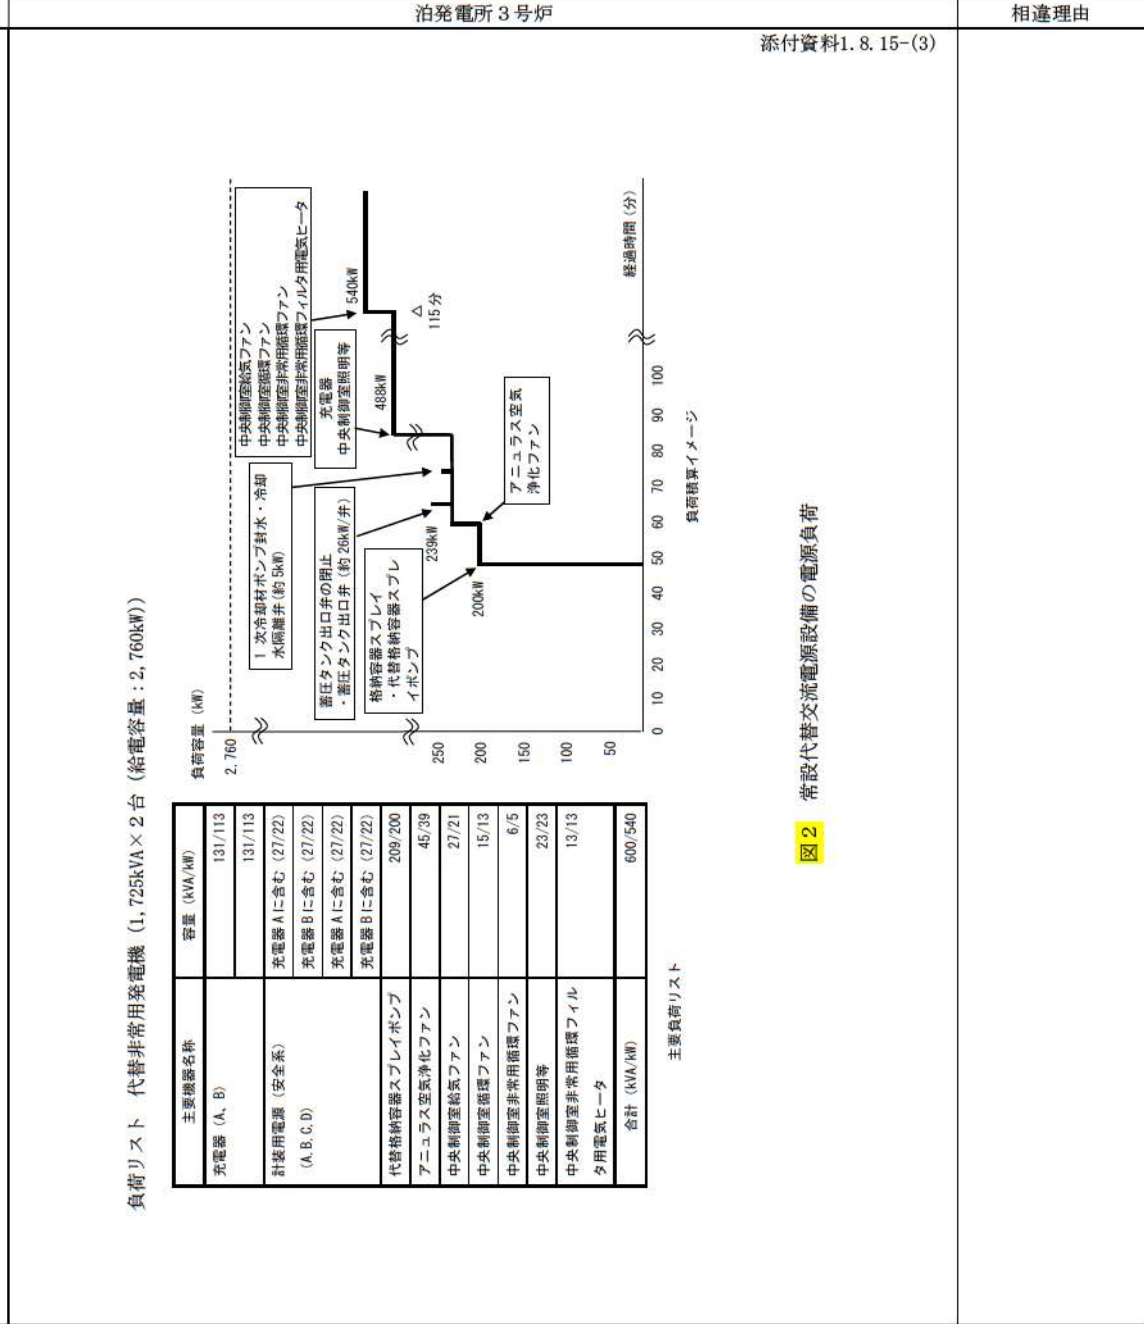 泊発電所3号炉
相違理由
添付資料1.8.15-(3)
負荷リスト 代替非常用発電機(1,725kVA×2台(給電容量:2,760kW))
主要機器名称
容量(kVA/kW)
充電器(A、B)
131/113
131/113
計装用電源(安全系)
(A,B,C,D)
充電器Aに含む(27/22)
充電器Bに含む(27/22)
充電器Aに含む(27/22)
充電器Bに含む(27/22)
代替格納容器スプレイポンプ
209/200
アニュラス空気浄化ファン
45/39
中央制御室給気ファン
27/21
中央制御室循環ファン
15/13
中央制御室非常用循環ファン
6/5
中央制御室照明等
23/23
中央制御室非常用循環フィル
タ用電気ヒータ
13/13
合計(kVA/kW)
600/540
主要負荷リスト
負荷容量(kW)
2,760
250
200
150
100
50
0
10
20
30
40
50
60
70
80
90
100
経過時間(分)
中央制御室給気ファン
中央制御室循環ファン
中央制御室非常用循環ファン
中央制御室非常用循環フィルタ用電気ヒータ
充電器
中央制御室照明等
1次冷却材ポンプ封水・冷却
水隔離弁(約5kW)
蓄圧タンク出口弁の閉止
・蓄圧タンク出口弁(約26kW/弁)
格納容器スプレイ
・代替格納容器スプレ
イポンプ
アニュラス空気
浄化ファン
200kW
239kW
488kW
540kW
△
115分
負荷積算イメージ
図2 常設代替交流電源設備の電源負荷